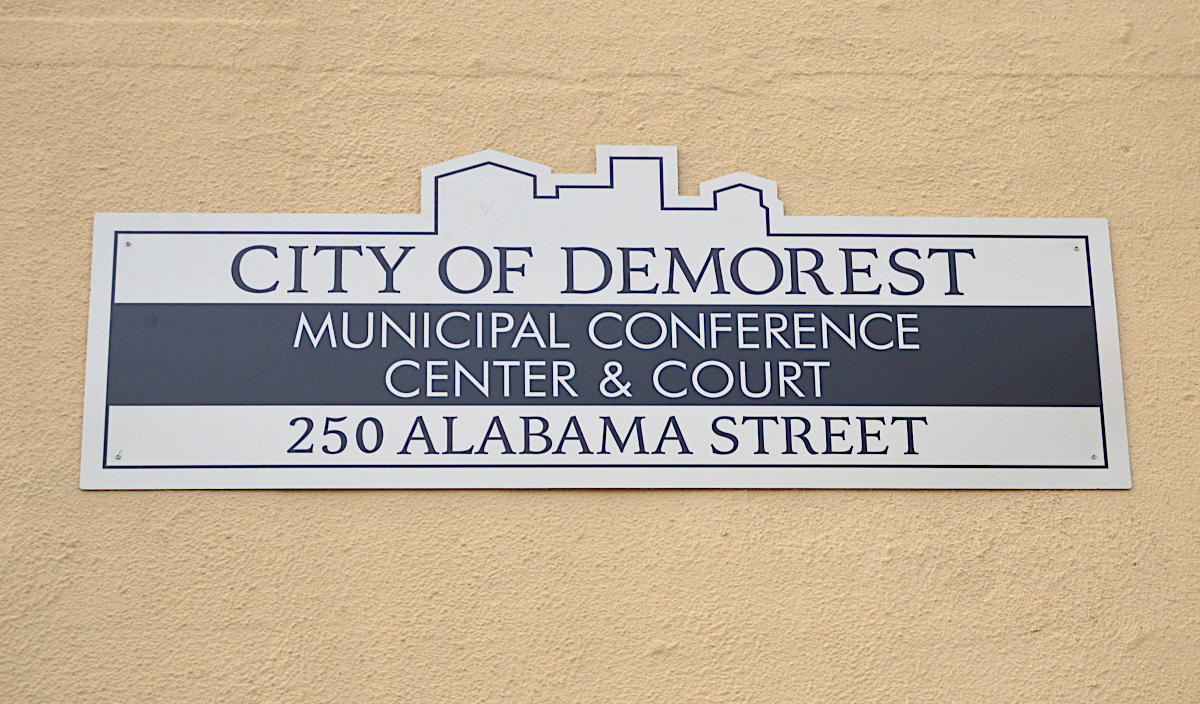 CITY OF DEMOREST
MUNICIPAL CONFERENCE
CENTER & COURT
250 ALABAMA STREET